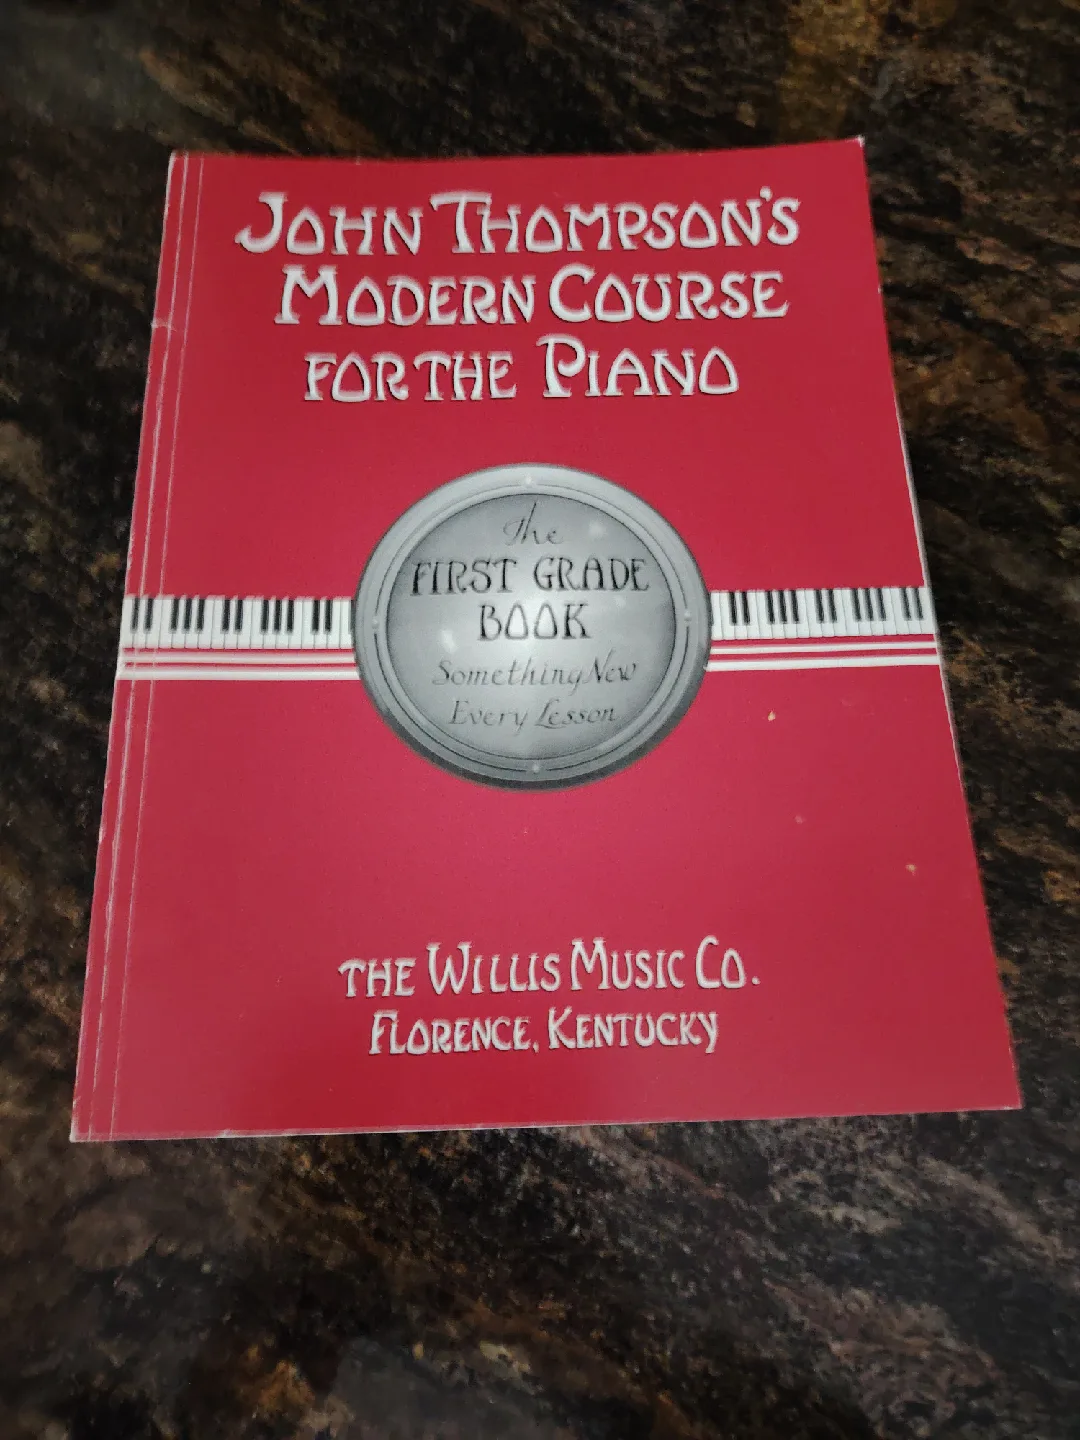 JOHN THOMPSON'S
MODERN COURSE
FOR THE PIANO
The
FIRST GRADE
BOOK
Something New
Every Lesson
THE WILLIS MUSIC CO.
FLORENCE, KENTUCKY